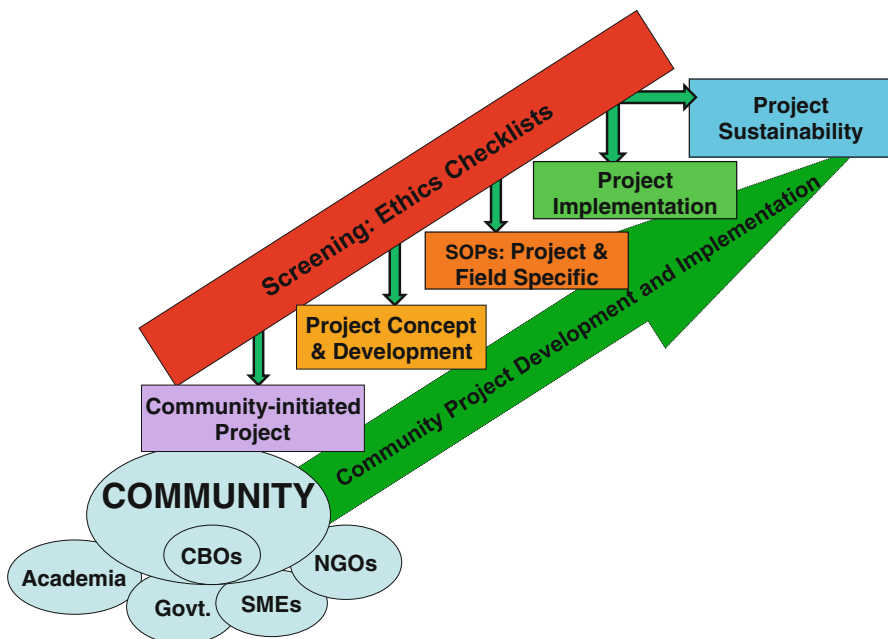 Screening: Ethics Checklists
Project
Sustainability
Project
Implementation
SOPs: Project &
Field Specific
Project Concept
& Development
Community-initiated
Project
Community Project Development and Implementation
COMMUNITY
CBOs
NGOs
Academia
Govt.
SMEs